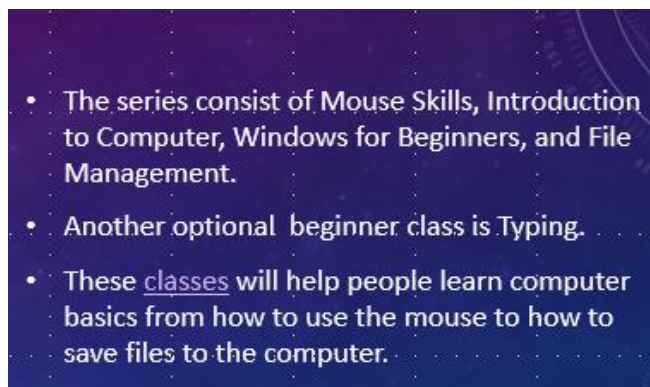 • The series consist of Mouse Skills, Introduction
to Computer, Windows for Beginners, and File
Management.
• Another optional  beginner class is Typing.
• These classes will help people learn computer
basics from how to use the mouse to how to
save files to the computer.